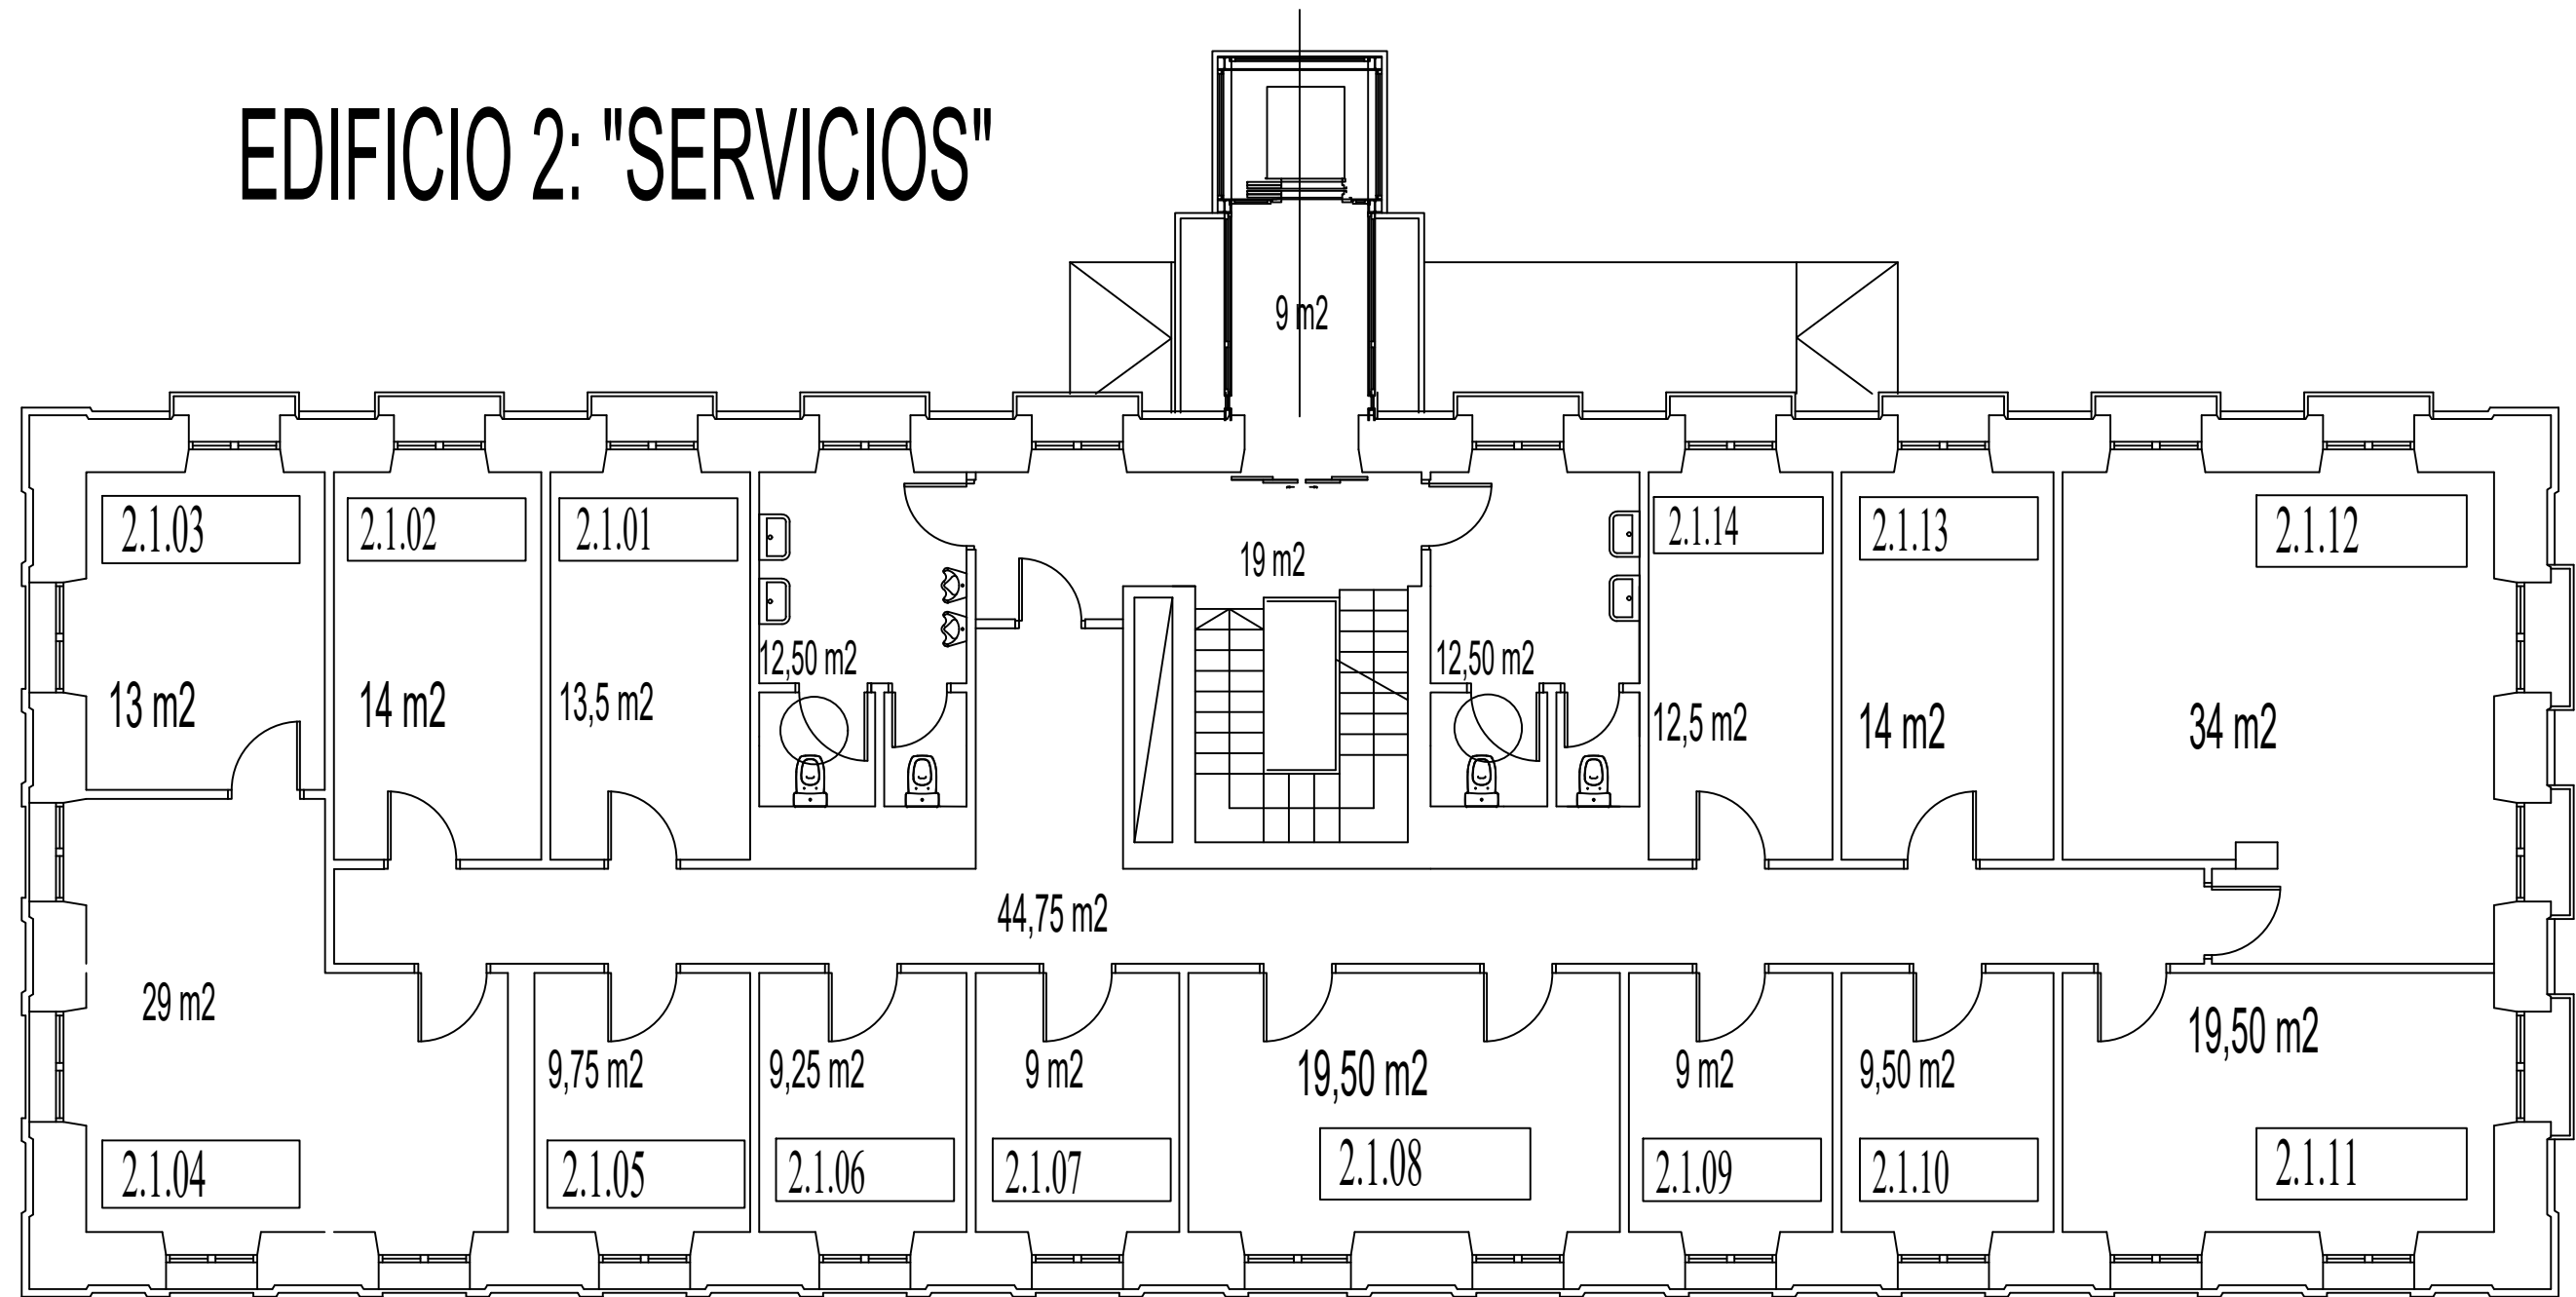 EDIFICIO 2: "SERVICIOS"
9 m2
2.1.03
2.1.02
2.1.01
2.1.14
2.1.13
2.1.12
19 m2
12,50 m2
12,50 m2
13 m2
14 m2
13,5 m2
12,5 m2
14 m2
34 m2
44,75 m2
29 m2
9,75 m2
9,25 m2
9 m2
19,50 m2
9 m2
9,50 m2
19,50 m2
2.1.04
2.1.05
2.1.06
2.1.07
2.1.08
2.1.09
2.1.10
2.1.11